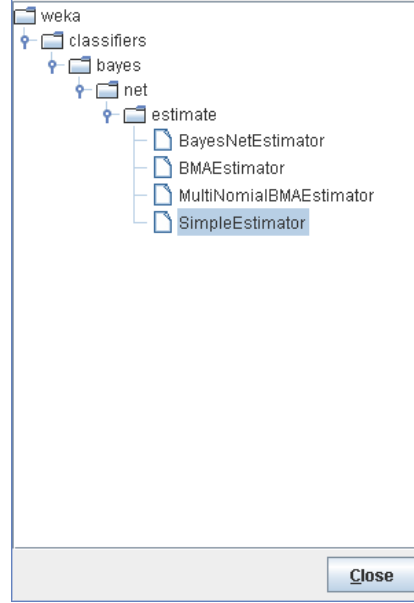 weka
classifiers
bayes
net
estimate
BayesNetEstimator
BMAEstimator
MultiNomialBMAEstimator
SimpleEstimator
Close